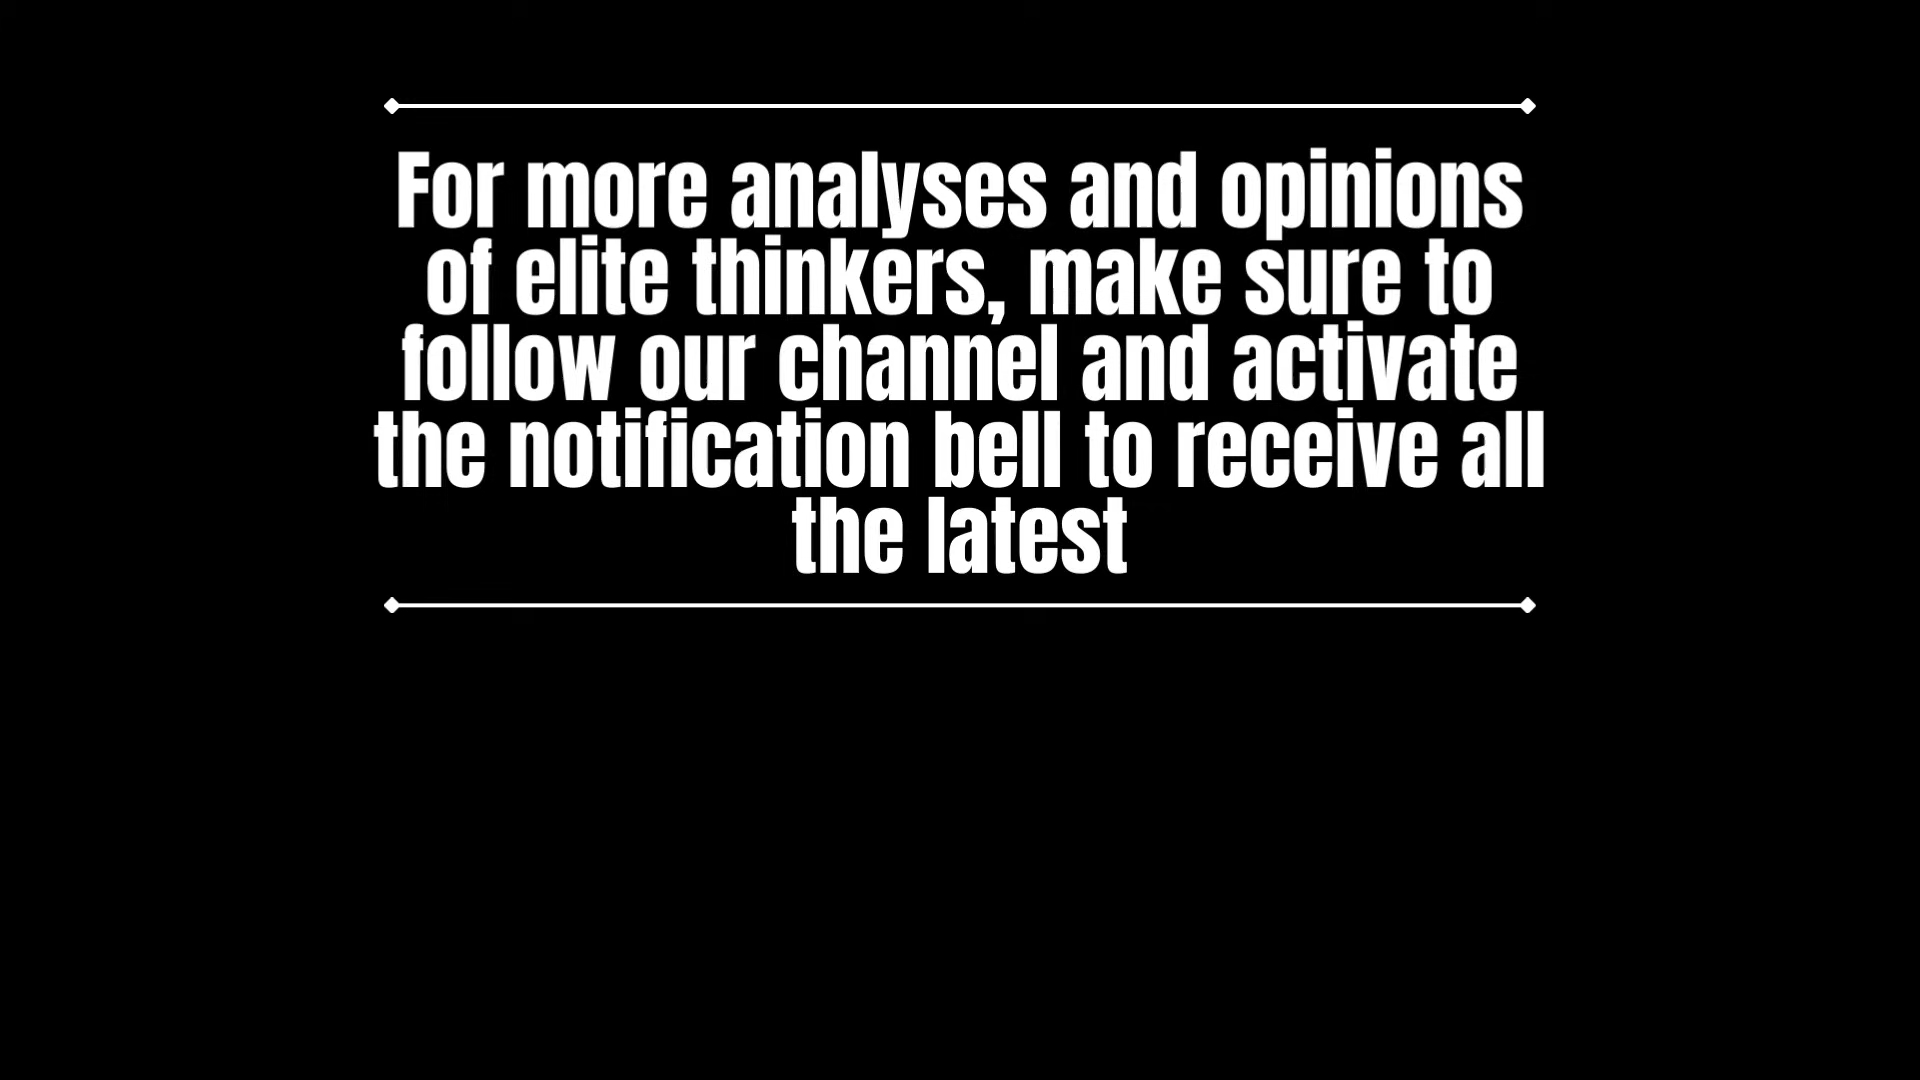 For more analyses and opinions
of elite thinkers, make sure to
follow our channel and activate
the notification bell to receive all
the latest